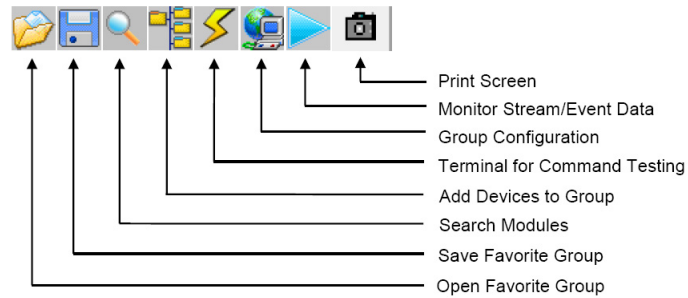 Print Screen
Monitor Stream/Event Data
Group Configuration
Terminal for Command Testing
Add Devices to Group
Search Modules
Save Favorite Group
Open Favorite Group